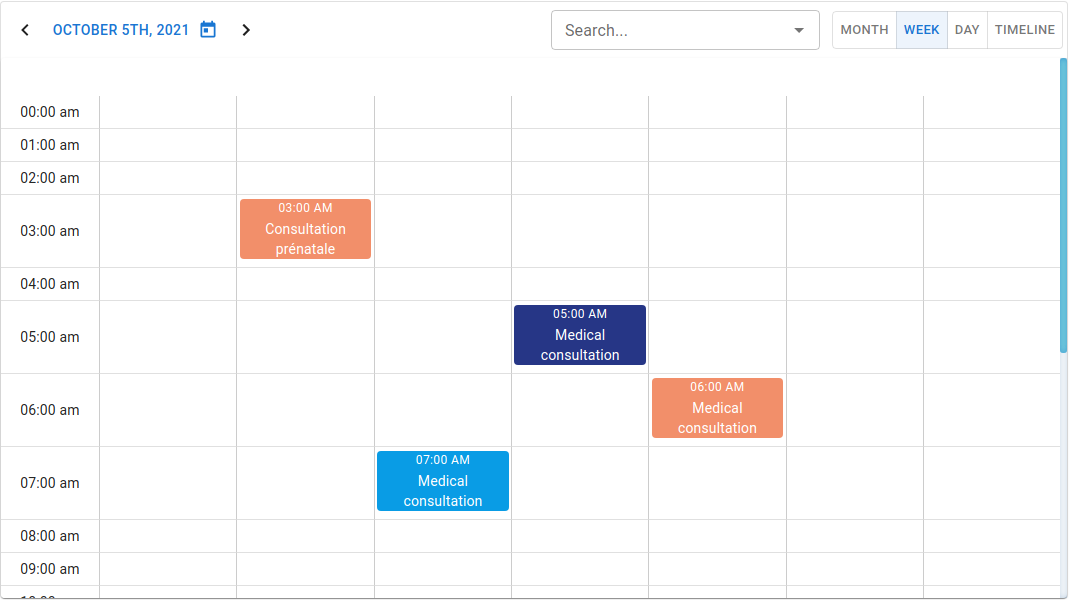 OCTOBER 5TH, 2021
Search...
MONTH WEEK DAY TIMELINE
00:00 am
01:00 am
02:00 am
03:00 am
03:00 AM
Consultation
prénatale
04:00 am
05:00 am
05:00 AM
Medical
consultation
06:00 am
06:00 AM
Medical
consultation
07:00 am
07:00 AM
Medical
consultation
08:00 am
09:00 am